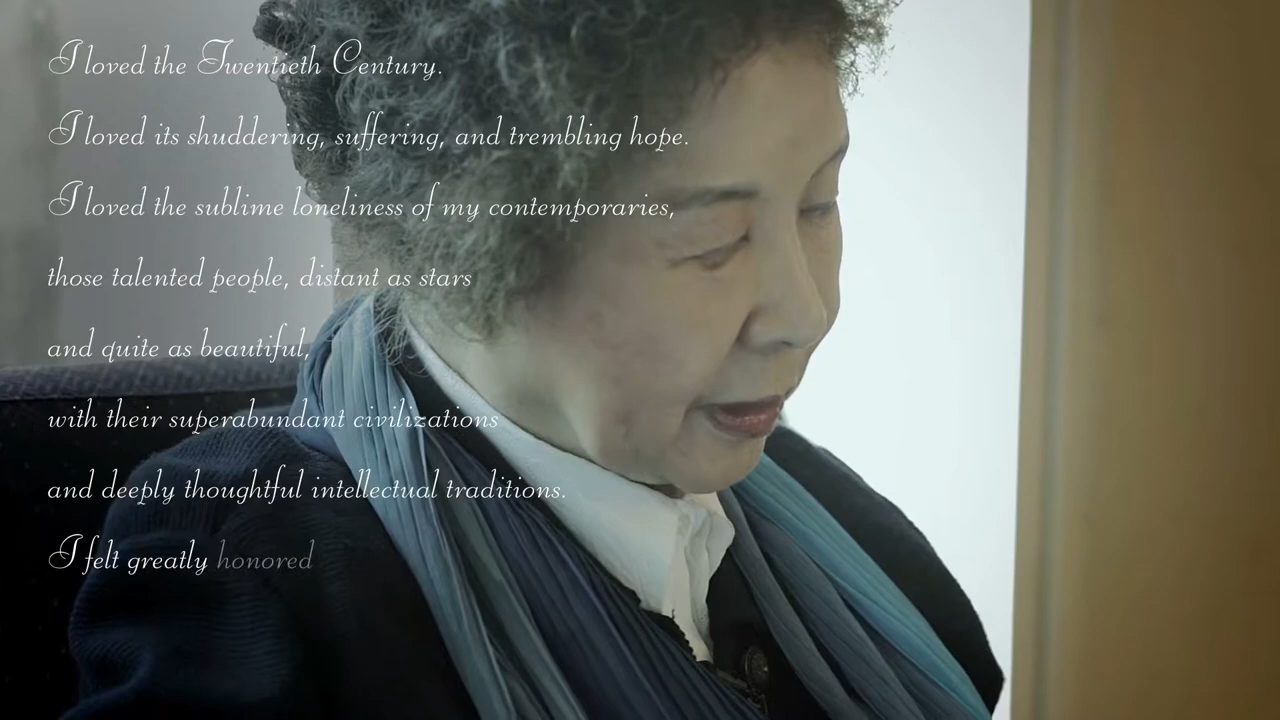 I loved the Twentieth Century.
I loved its shuddering, suffering, and trembling hope.
I loved the sublime loneliness of my contemporaries,
those talented people, distant as stars
and quite as beautiful,
with their superabundant civilizations
and deeply thoughtful intellectual traditions.
I felt greatly honored